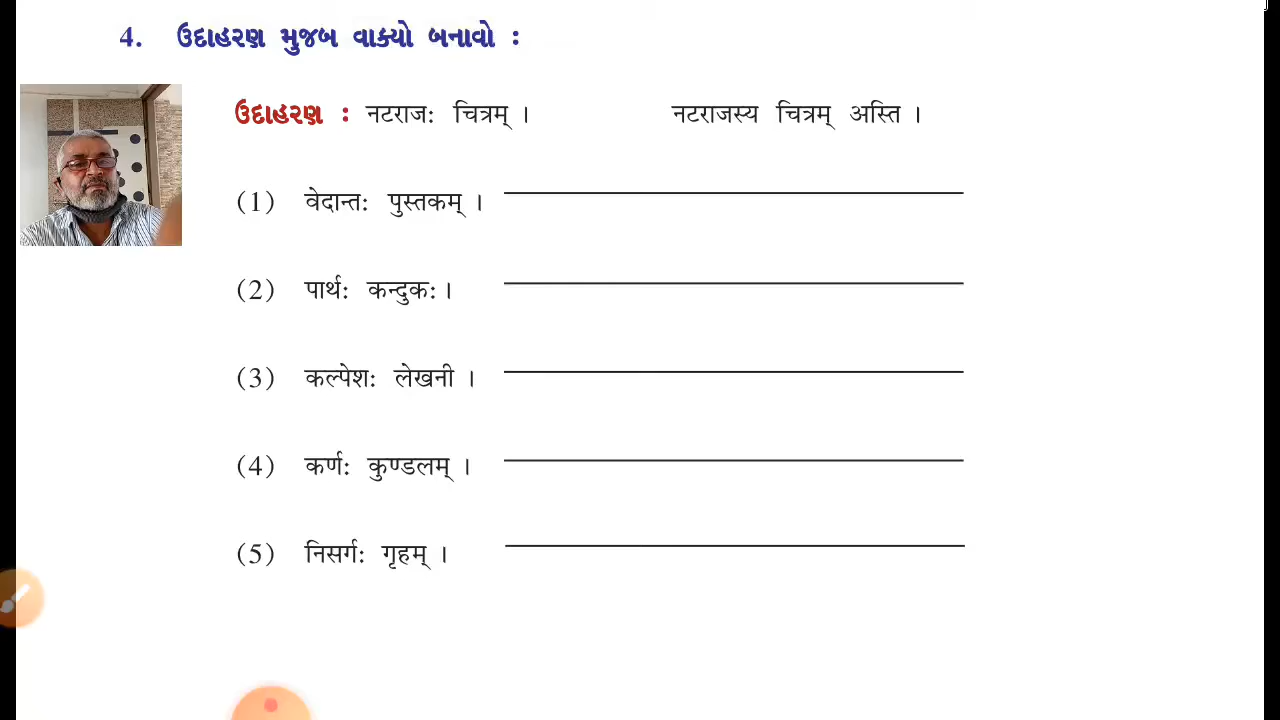 4. ઉદાહરણ મુજબ વાક્યો બનાવો :
ઉદાહરણ : नटराजः चित्रम् । नटराजस्य चित्रम् अस्ति ।
(1) वेदान्तः पुस्तकम् ।
(2) पार्थः कन्दुकः ।
(3) कल्पेशः लेखनी ।
(4) कर्णः कुण्डलम् ।
(5) निसर्गः गृहम् ।